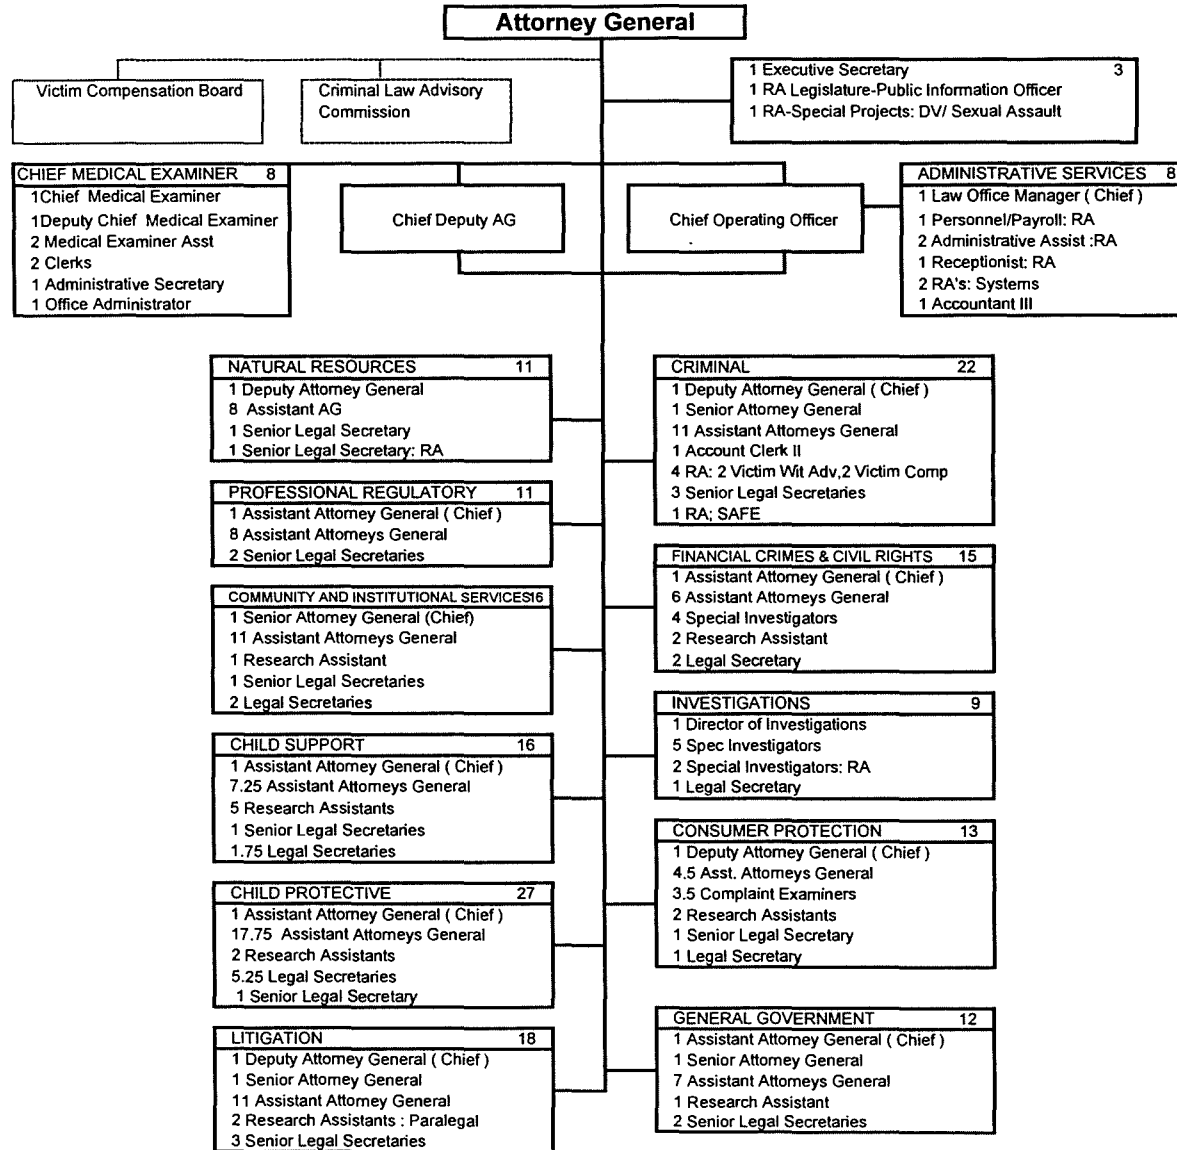 Attorney General
Victim Compensation Board
Criminal Law Advisory
Commission
1 Executive Secretary 3
1 RA Legislature-Public Information Officer
1 RA-Special Projects: DV/ Sexual Assault
CHIEF MEDICAL EXAMINER 8
1Chief Medical Examiner
1Deputy Chief Medical Examiner
2 Medical Examiner Asst
2 Clerks
1 Administrative Secretary
1 Office Administrator
Chief Deputy AG
Chief Operating Officer
ADMINISTRATIVE SERVICES 8
1 Law Office Manager ( Chief )
1 Personnel/Payroll: RA
2 Administrative Assist :RA
1 Receptionist: RA
2 RA's: Systems
1 Accountant III
NATURAL RESOURCES 11
1 Deputy Attorney General
8 Assistant AG
1 Senior Legal Secretary
1 Senior Legal Secretary: RA
PROFESSIONAL REGULATORY 11
1 Assistant Attorney General ( Chief )
8 Assistant Attorneys General
2 Senior Legal Secretaries
COMMUNITY AND INSTITUTIONAL SERVICES16
1 Senior Attorney General (Chief)
11 Assistant Attorneys General
1 Research Assistant
1 Senior Legal Secretaries
2 Legal Secretaries
CHILD SUPPORT 16
1 Assistant Attorney General ( Chief )
7.25 Assistant Attorneys General
5 Research Assistants
1 Senior Legal Secretaries
1.75 Legal Secretaries
CHILD PROTECTIVE 27
1 Assistant Attorney General ( Chief )
17.75 Assistant Attorneys General
2 Research Assistants
5.25 Legal Secretaries
1 Senior Legal Secretary
LITIGATION 18
1 Deputy Attorney General ( Chief )
1 Senior Attorney General
11 Assistant Attorney General
2 Research Assistants : Paralegal
3 Senior Legal Secretaries
CRIMINAL 22
1 Deputy Attorney General ( Chief )
1 Senior Attorney General
11 Assistant Attorneys General
1 Account Clerk II
4 RA: 2 Victim Wit Adv,2 Victim Comp
3 Senior Legal Secretaries
1 RA; SAFE
FINANCIAL CRIMES & CIVIL RIGHTS 15
1 Assistant Attorney General ( Chief )
6 Assistant Attorneys General
4 Special Investigators
2 Research Assistant
2 Legal Secretary
INVESTIGATIONS 9
1 Director of Investigations
5 Spec Investigators
2 Special Investigators: RA
1 Legal Secretary
CONSUMER PROTECTION 13
1 Deputy Attorney General ( Chief )
4.5 Asst. Attorneys General
3.5 Complaint Examiners
2 Research Assistants
1 Senior Legal Secretary
1 Legal Secretary
GENERAL GOVERNMENT 12
1 Assistant Attorney General ( Chief )
1 Senior Attorney General
7 Assistant Attorneys General
1 Research Assistant
2 Senior Legal Secretaries